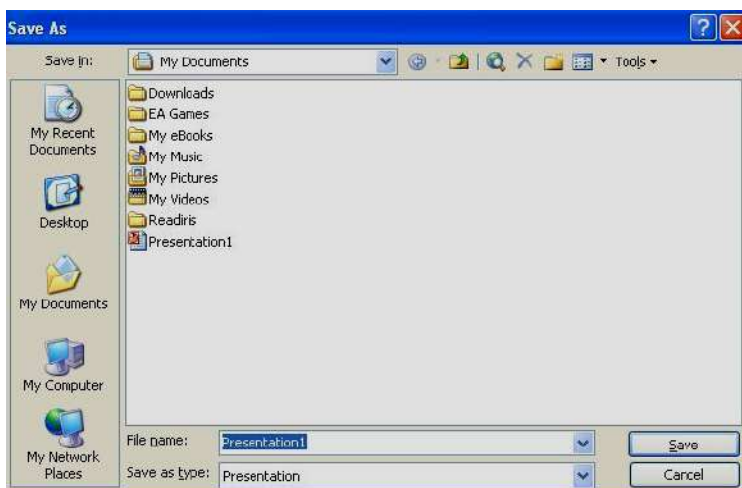 Save As
Save in:
My Documents
Tools
My Recent
Documents
Desktop
My Documents
My Computer
My Network
Places
Downloads
EA Games
My eBooks
My Music
My Pictures
My Videos
Readiris
Presentation1
File name:
Presentation1
Save
Save as type:
Presentation
Cancel